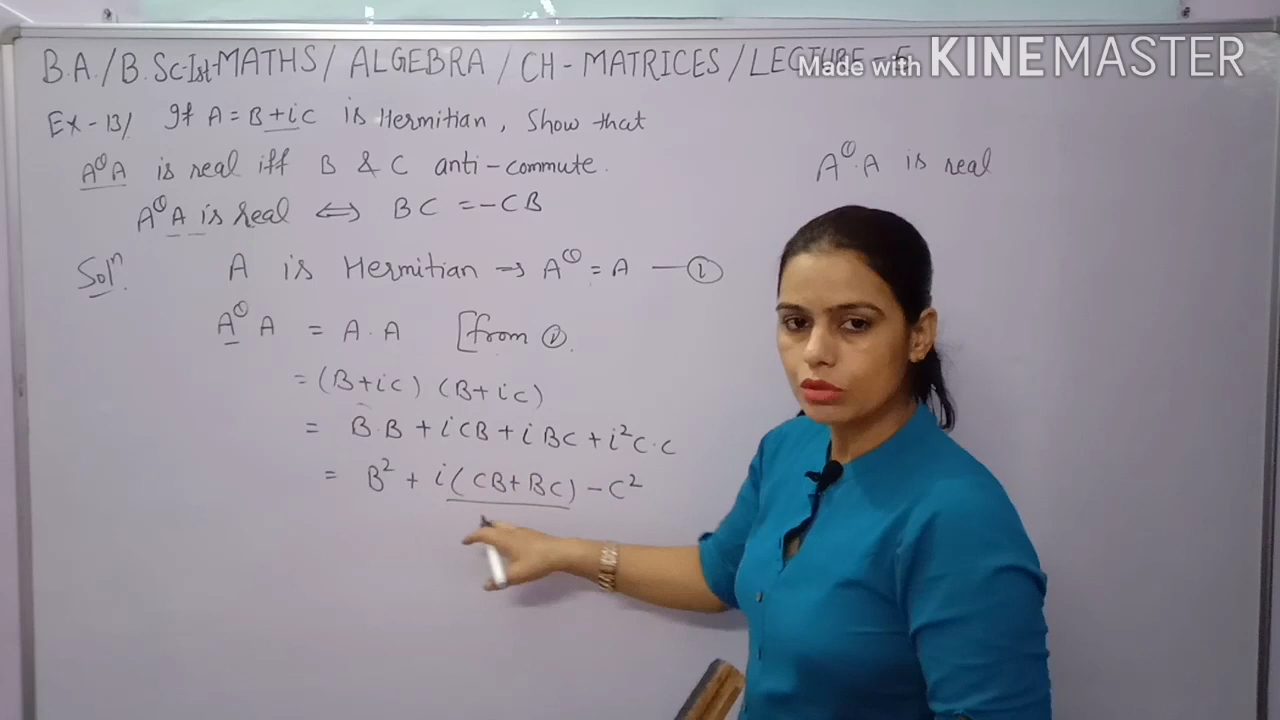 B.A./B.Sc-Ist-MATHS/ALGEBRA/CH-MATRICES/LECTURE-
Made with KINEMASTER
Ex-13/ If A = B + iC is Hermitian, Show that
A^Θ A is real iff B & C anti-commute.
A^Θ A is real ⇔ BC = -CB
A^Θ.A is real
Solⁿ. A is Hermitian → A^Θ = A —①
A^Θ A = A.A [from ①.
= (B+iC) (B+iC)
= B.B + iCB + iBC + i²C.C
= B² + i(CB+BC) - C²